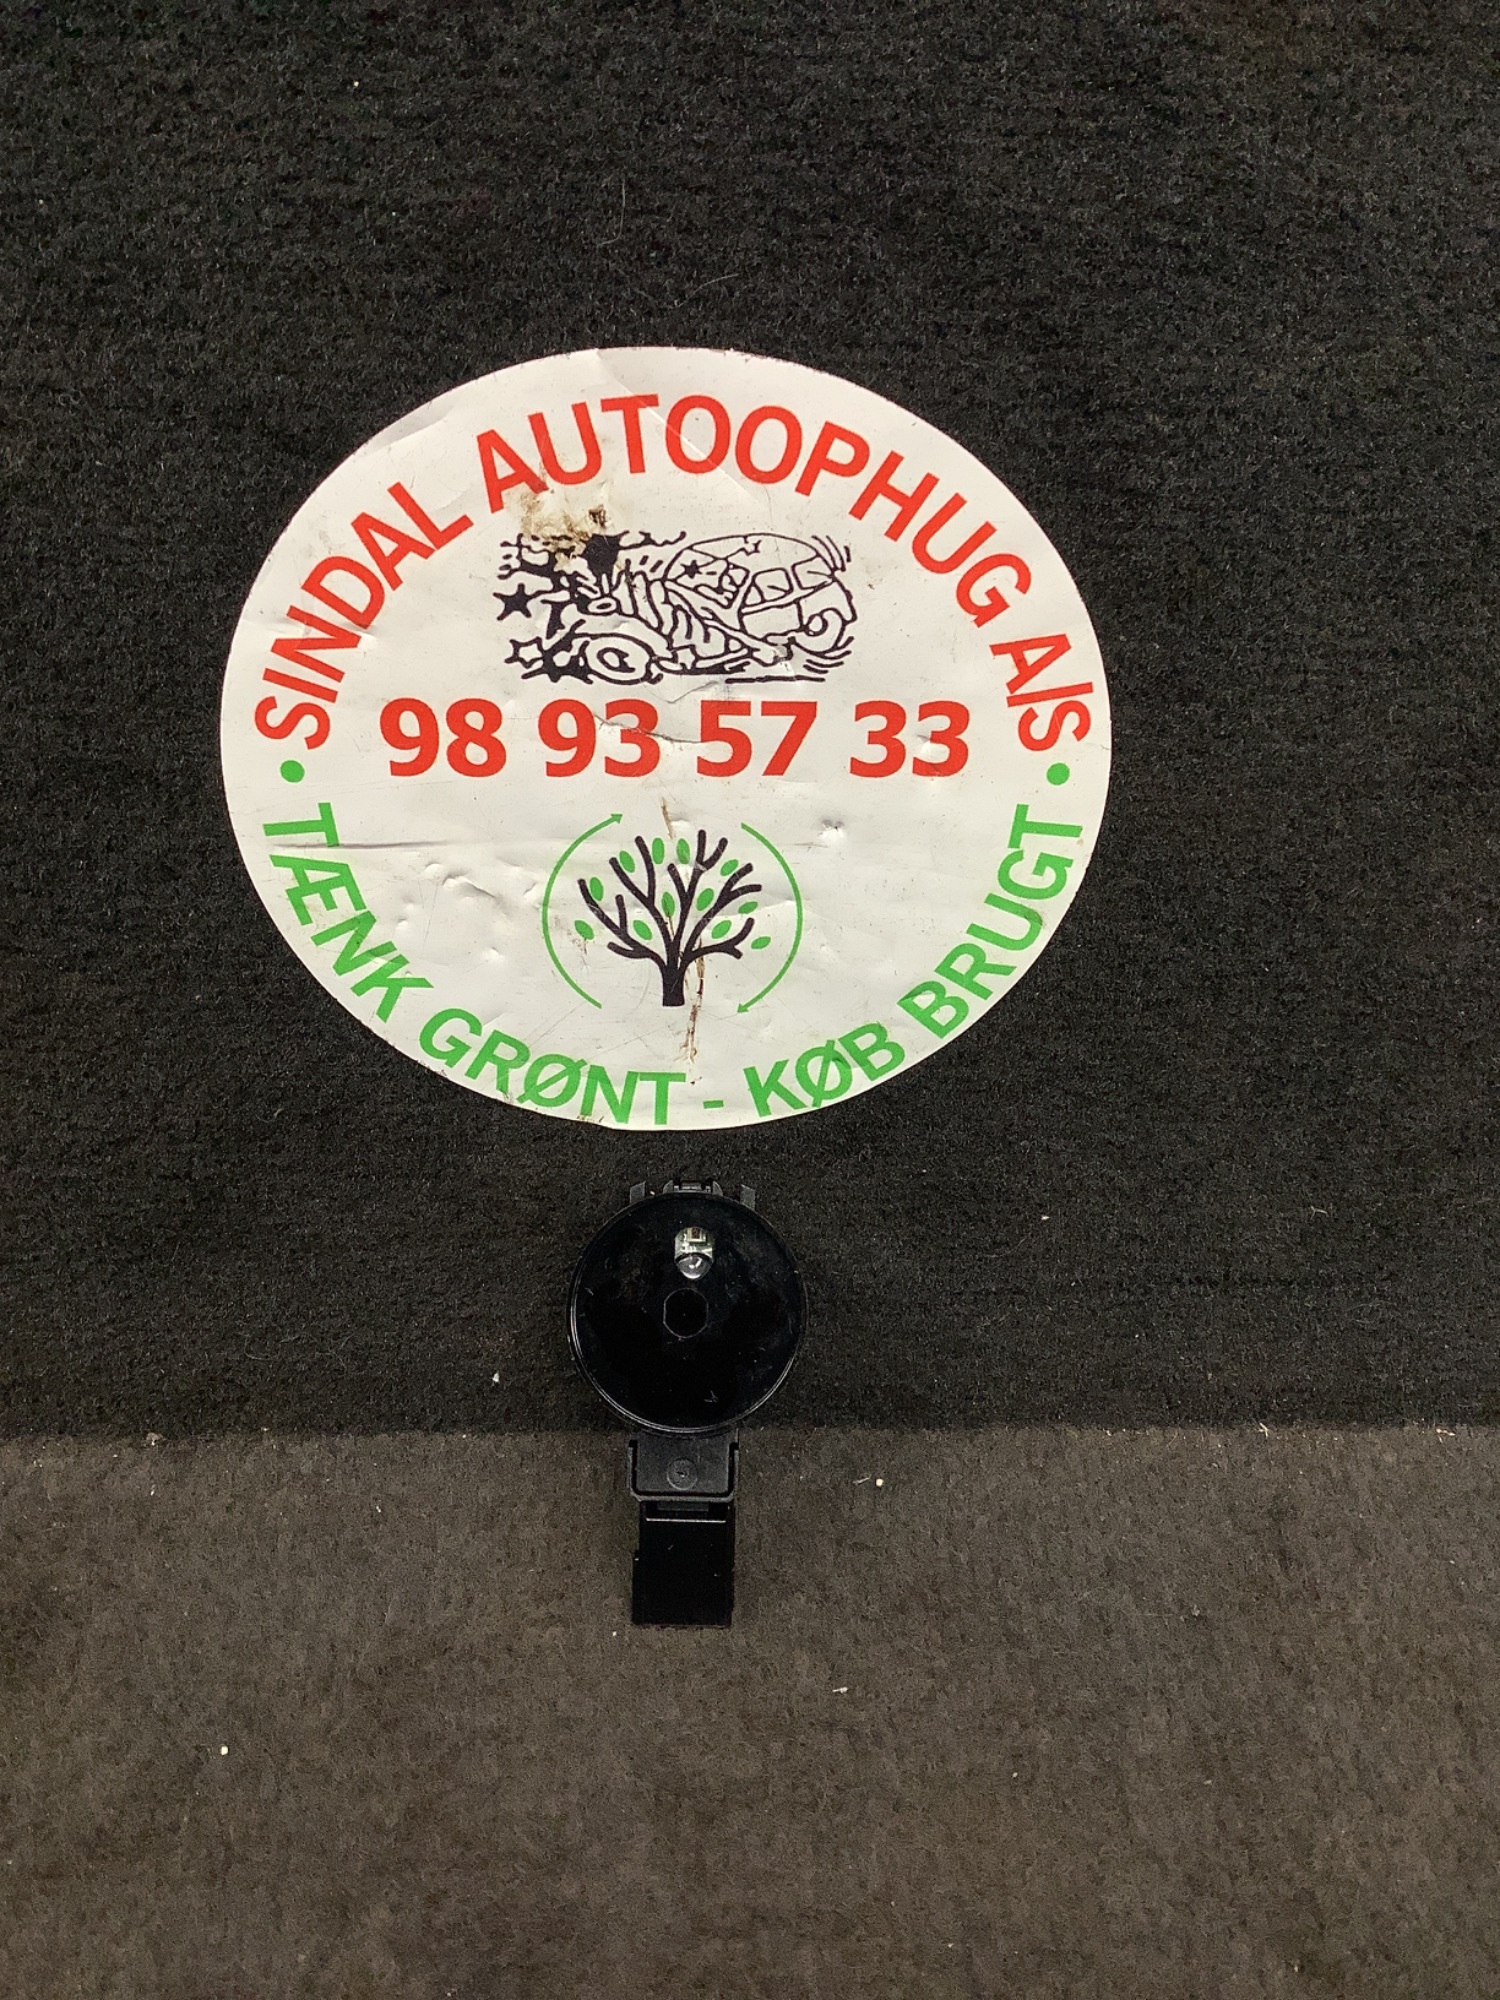 SINDAL AUTOOPHUG A/S
98 93 57 33
• TÆNK GRØNT - KØB BRUGT •